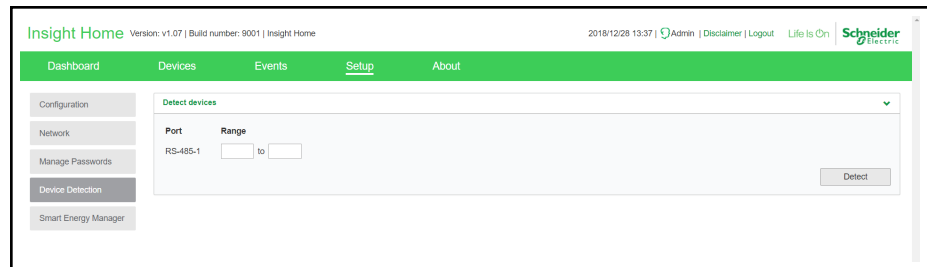 Insight Home Version: v1.07 | Build number: 9001 | Insight Home 2018/12/28 13:37 | Admin | Disclaimer | Logout Life Is On Schneider Electric
Dashboard Devices Events Setup About
Configuration
Network
Manage Passwords
Device Detection
Smart Energy Manager
Detect devices
Port Range
RS-485-1 to
Detect